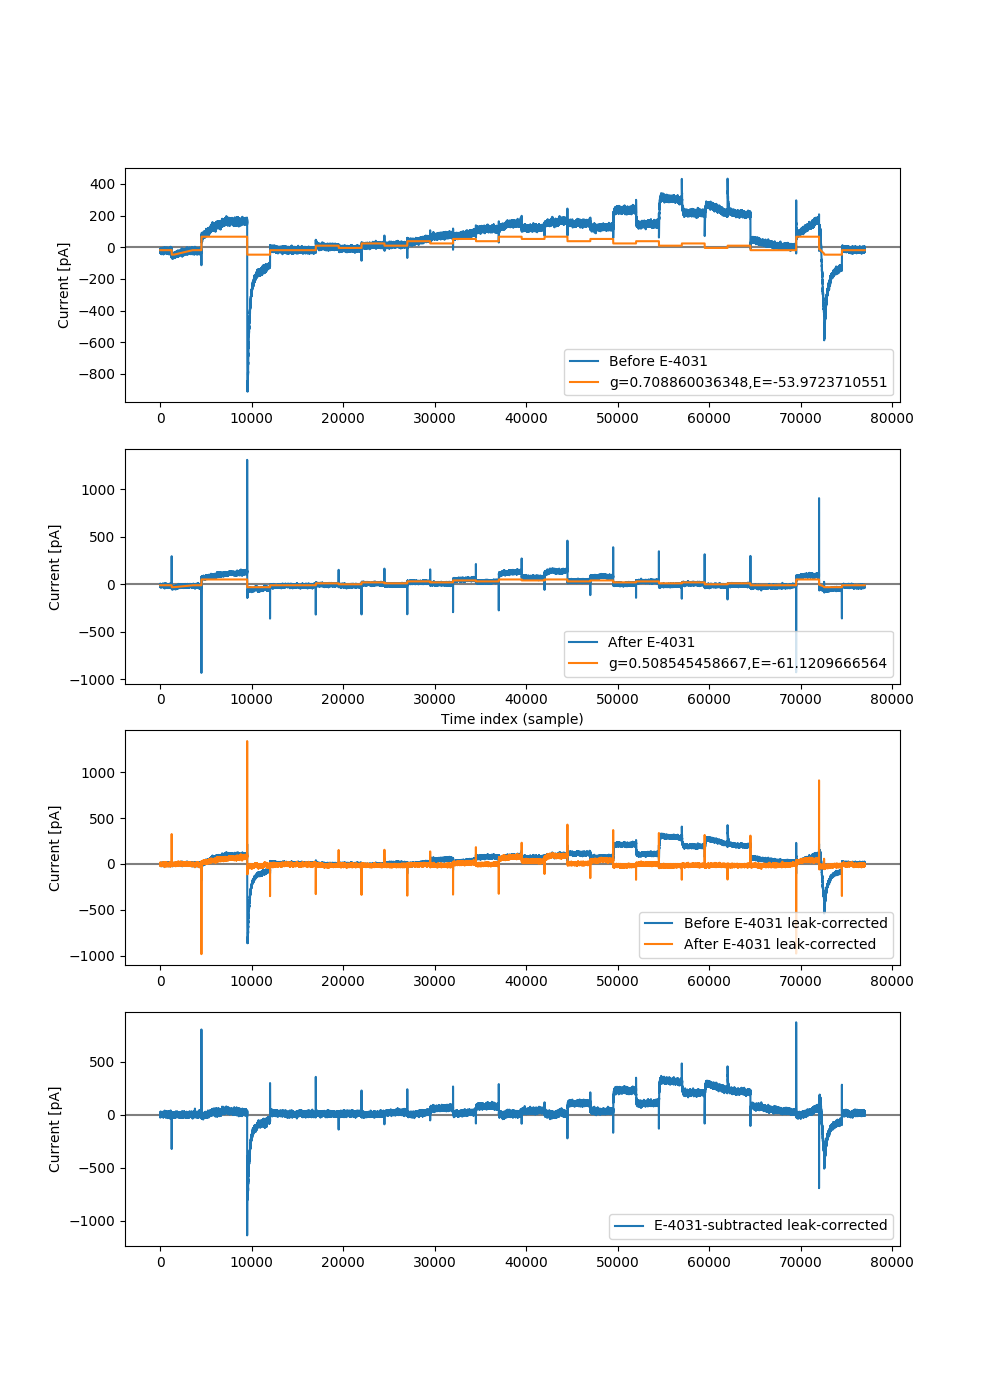 400
200
0
−200
−400
−600
−800
Current [pA]
Before E-4031
g=0.708860036348,E=-53.9723710551
0 10000 20000 30000 40000 50000 60000 70000 80000
1000
500
0
−500
−1000
Current [pA]
After E-4031
g=0.508545458667,E=-61.1209666564
0 10000 20000 30000 40000 50000 60000 70000 80000
Time index (sample)
1000
500
0
−500
−1000
Current [pA]
Before E-4031 leak-corrected
After E-4031 leak-corrected
0 10000 20000 30000 40000 50000 60000 70000 80000
500
0
−500
−1000
Current [pA]
E-4031-subtracted leak-corrected
0 10000 20000 30000 40000 50000 60000 70000 80000